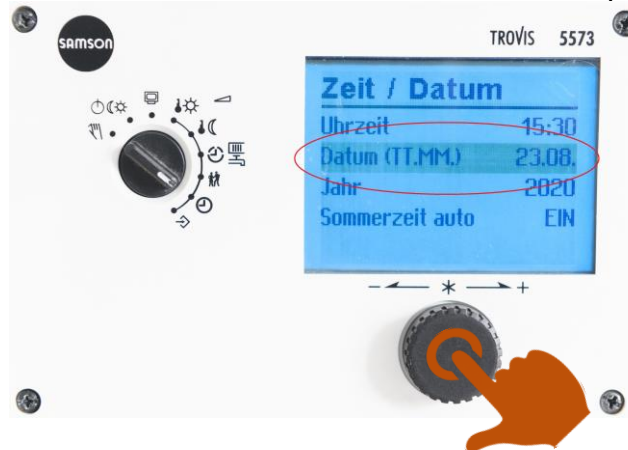 samson
TROVIS 5573
Zeit / Datum
Uhrzeit 15:30
Datum (TT.MM.) 23.08.
Jahr 2020
Sommerzeit auto EIN
- * +